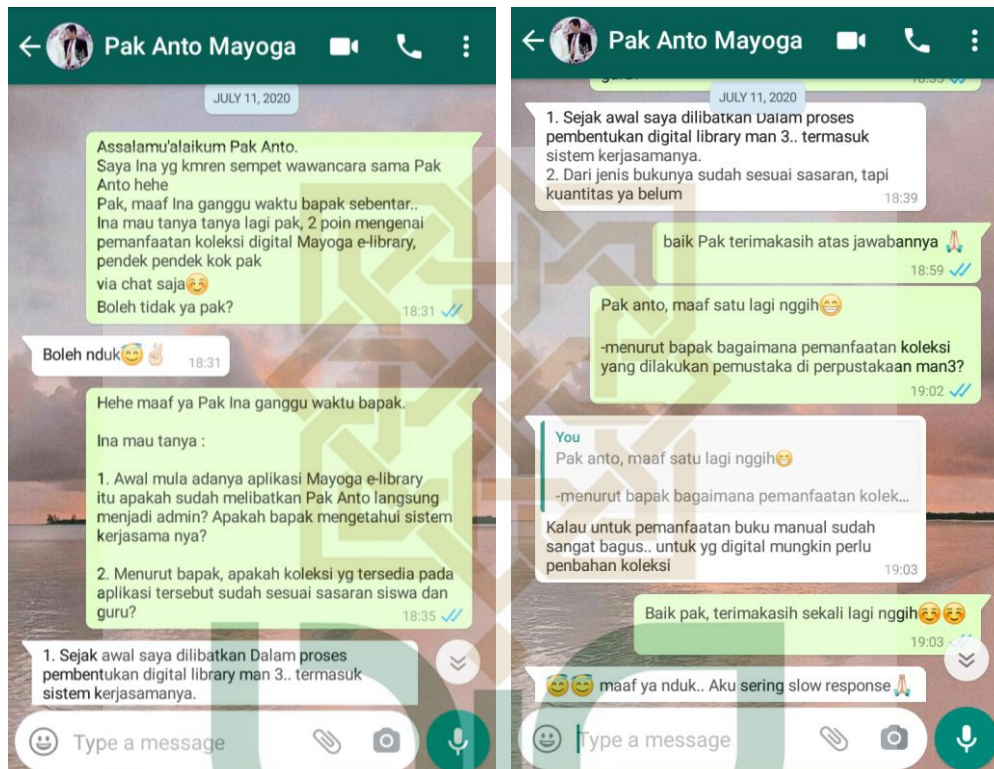 Pak Anto Mayoga
JULY 11, 2020
Assalamu'alaikum Pak Anto.
Saya Ina yg kmren sempet wawancara sama Pak
Anto hehe
Pak, maaf Ina ganggu waktu bapak sebentar..
Ina mau tanya tanya lagi pak, 2 poin mengenai
pemanfaatan koleksi digital Mayoga e-library,
pendek pendek kok pak
via chat saja😊
Boleh tidak ya pak?
18:31
Boleh nduk😇✌🏻
18:31
Hehe maaf ya Pak Ina ganggu waktu bapak.
Ina mau tanya :
1. Awal mula adanya aplikasi Mayoga e-library
itu apakah sudah melibatkan Pak Anto langsung
menjadi admin? Apakah bapak mengetahui sistem
kerjasama nya?
2. Menurut bapak, apakah koleksi yg tersedia pada
aplikasi tersebut sudah sesuai sasaran siswa dan
guru?
18:35
1. Sejak awal saya dilibatkan Dalam proses
pembentukan digital library man 3.. termasuk
sistem kerjasamanya.
Type a message
Pak Anto Mayoga
JULY 11, 2020
1. Sejak awal saya dilibatkan Dalam proses
pembentukan digital library man 3.. termasuk
sistem kerjasamanya.
2. Dari jenis bukunya sudah sesuai sasaran, tapi
kuantitas ya belum
18:39
baik Pak terimakasih atas jawabannya 🙏🏻
18:59
Pak anto, maaf satu lagi nggih😁
-menurut bapak bagaimana pemanfaatan koleksi
yang dilakukan pemustaka di perpustakaan man3?
19:02
You
Pak anto, maaf satu lagi nggih😁
-menurut bapak bagaimana pemanfaatan kolek...
Kalau untuk pemanfaatan buku manual sudah
sangat bagus.. untuk yg digital mungkin perlu
penbahan koleksi
19:03
Baik pak, terimakasih sekali lagi nggih😊😊
19:03
😇😇 maaf ya nduk.. Aku sering slow response 🙏🏻
Type a message